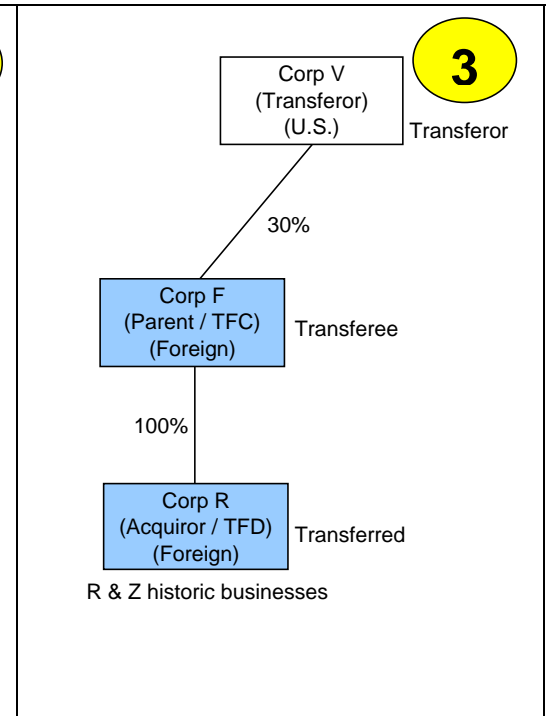 3
Corp V
(Transferor)
(U.S.)
Transferor
30%
Corp F
(Parent / TFC)
(Foreign)
Transferee
100%
Corp R
(Acquiror / TFD)
(Foreign)
Transferred
R & Z historic businesses